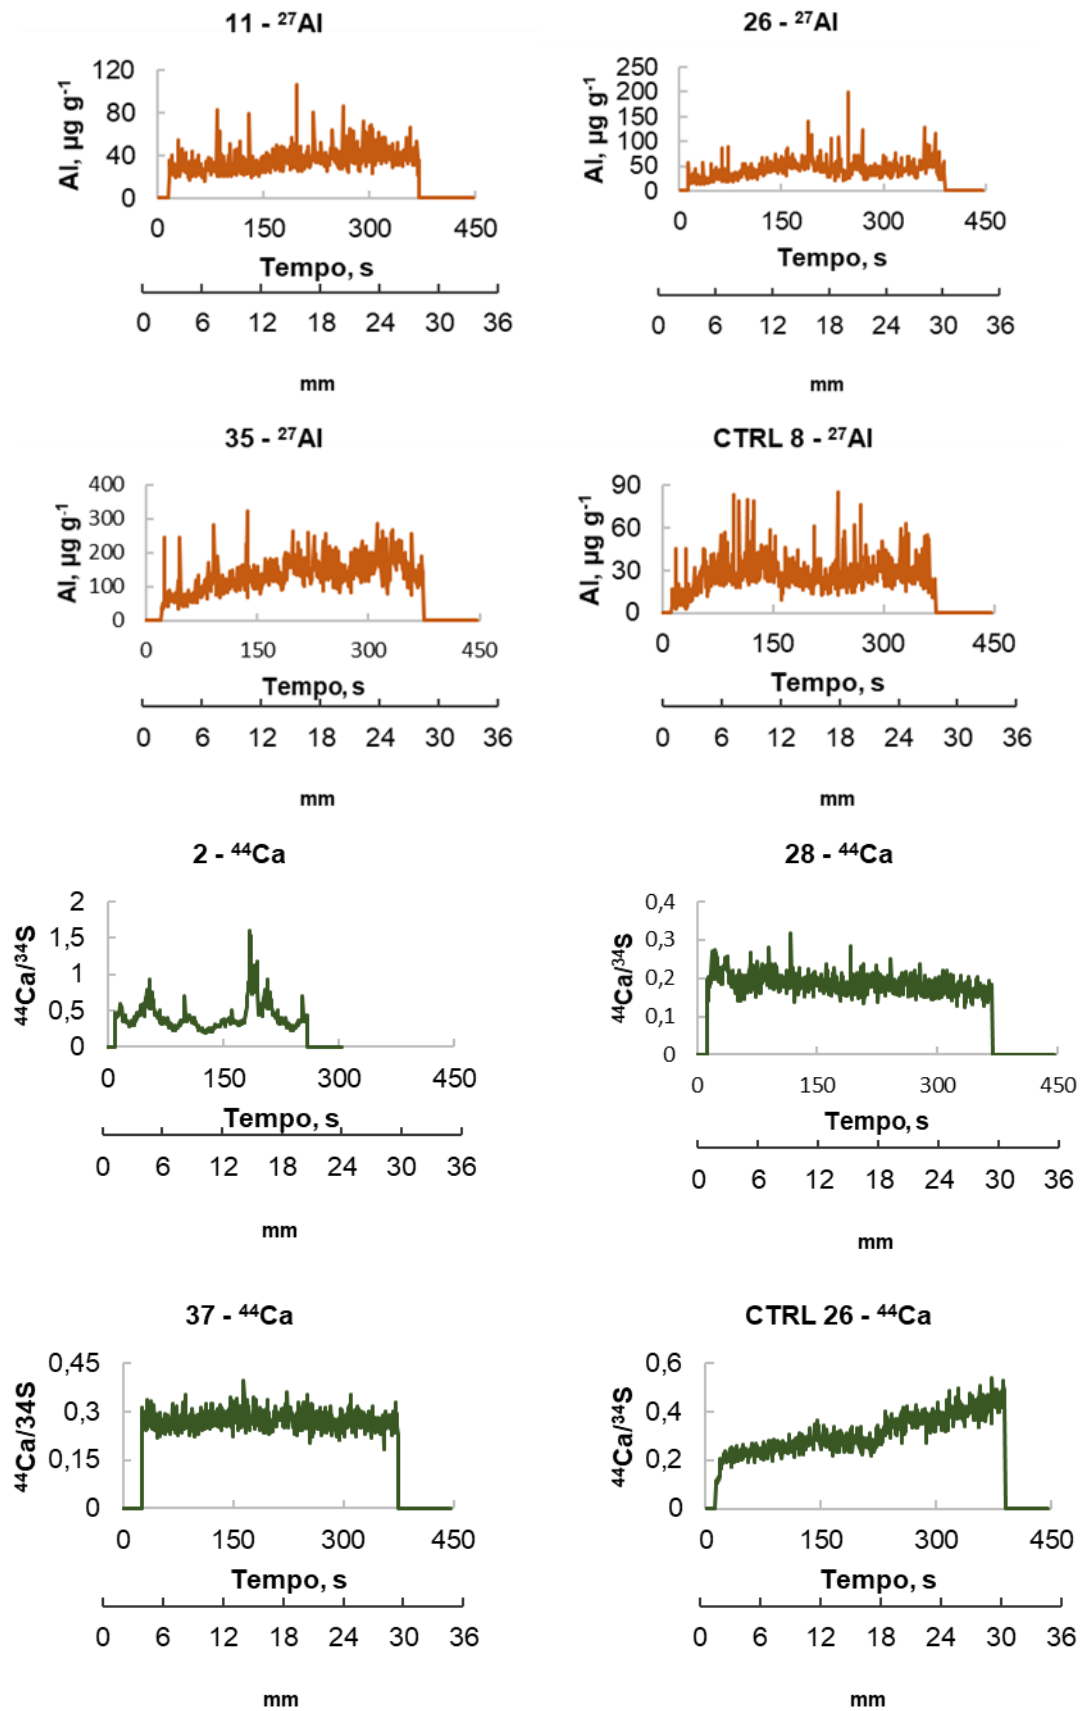 11 - ²⁷Al
Al, µg g⁻¹
120
80
40
0
0 150 300 450
Tempo, s
0 6 12 18 24 30 36
mm
26 - ²⁷Al
Al, µg g⁻¹
250
200
150
100
50
0
0 150 300 450
Tempo, s
0 6 12 18 24 30 36
mm
35 - ²⁷Al
Al, µg g⁻¹
400
300
200
100
0
0 150 300 450
Tempo, s
0 6 12 18 24 30 36
mm
CTRL 8 - ²⁷Al
Al, µg g⁻¹
90
60
30
0
0 150 300 450
Tempo, s
0 6 12 18 24 30 36
mm
2 - ⁴⁴Ca
⁴⁴Ca/³⁴S
2
1,5
1
0,5
0
0 150 300 450
Tempo, s
0 6 12 18 24 30 36
mm
28 - ⁴⁴Ca
⁴⁴Ca/³⁴S
0,4
0,3
0,2
0,1
0
0 150 300 450
Tempo, s
0 6 12 18 24 30 36
mm
37 - ⁴⁴Ca
⁴⁴Ca/34S
0,45
0,3
0,15
0
0 150 300 450
Tempo, s
0 6 12 18 24 30 36
mm
CTRL 26 - ⁴⁴Ca
⁴⁴Ca/³⁴S
0,6
0,4
0,2
0
0 150 300 450
Tempo, s
0 6 12 18 24 30 36
mm